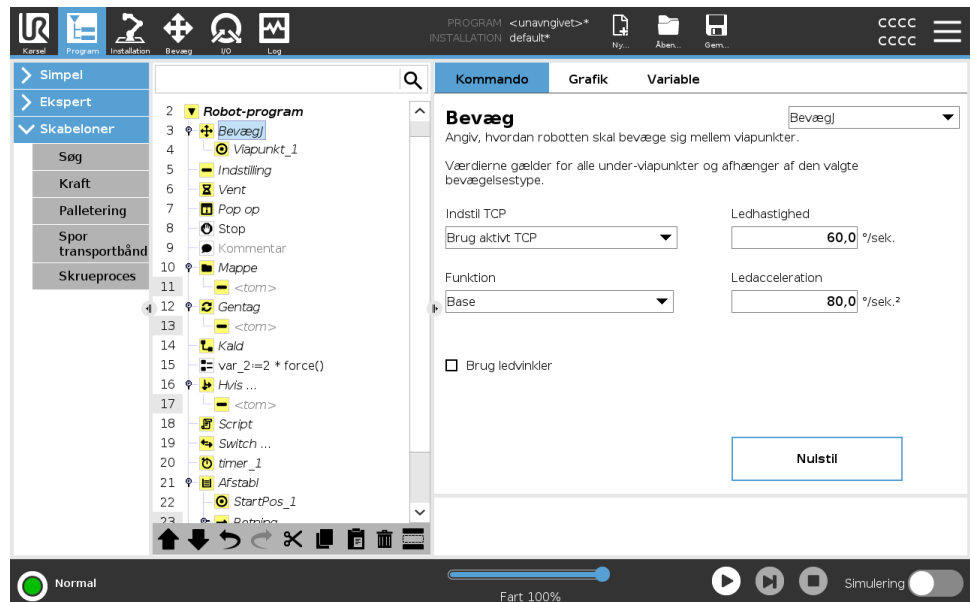 UR
PROGRAM <unavngivet>*
INSTALLATION default*
Kørsel
Program
Installation
Bevæg
I/O
Log
Ny...
Åben...
Gem...
CCCC
CCCC
Simpel
Ekspert
Skabeloner
Søg
Kraft
Palletering
Spor
transportbånd
Skrueproces
2 Robot-program
3 BevægJ
4 Viapunkt_1
5 Indstilling
6 Vent
7 Pop op
8 Stop
9 Kommentar
10 Mappe
11 <tom>
12 Gentag
13 <tom>
14 Kald
15 var_2:=2 * force()
16 Hvis ...
17 <tom>
18 Script
19 Switch ...
20 timer_1
21 Afstabl
22 StartPos_1
23 Retning
Kommando
Grafik
Variable
Bevæg
BevægJ
Angiv, hvordan robotten skal bevæge sig mellem viapunkter.
Værdierne gælder for alle under-viapunkter og afhænger af den valgte
bevægelsestype.
Indstil TCP
Ledhastighed
Brug aktivt TCP
60,0 °/sek.
Funktion
Ledacceleration
Base
80,0 °/sek.²
Brug ledvinkler
Nulstil
Normal
Fart 100%
Simulering